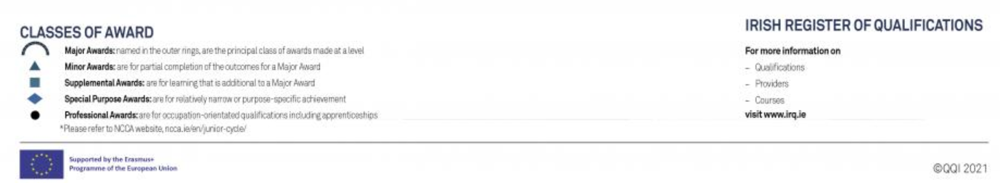 CLASSES OF AWARD
Major Awards: named in the outer rings, are the principal class of awards made at a level
Minor Awards: are for partial completion of the outcomes for a Major Award
Supplemental Awards: are for learning that is additional to a Major Award
Special Purpose Awards: are for relatively narrow or purpose-specific achievement
Professional Awards: are for occupation-orientated qualifications including apprenticeships
*Please refer to NCCA website, ncca.ie/en/junior-cycle/
IRISH REGISTER OF QUALIFICATIONS
For more information on
– Qualifications
– Providers
– Courses
visit www.irq.ie
Supported by the Erasmus+
Programme of the European Union
©QQI 2021